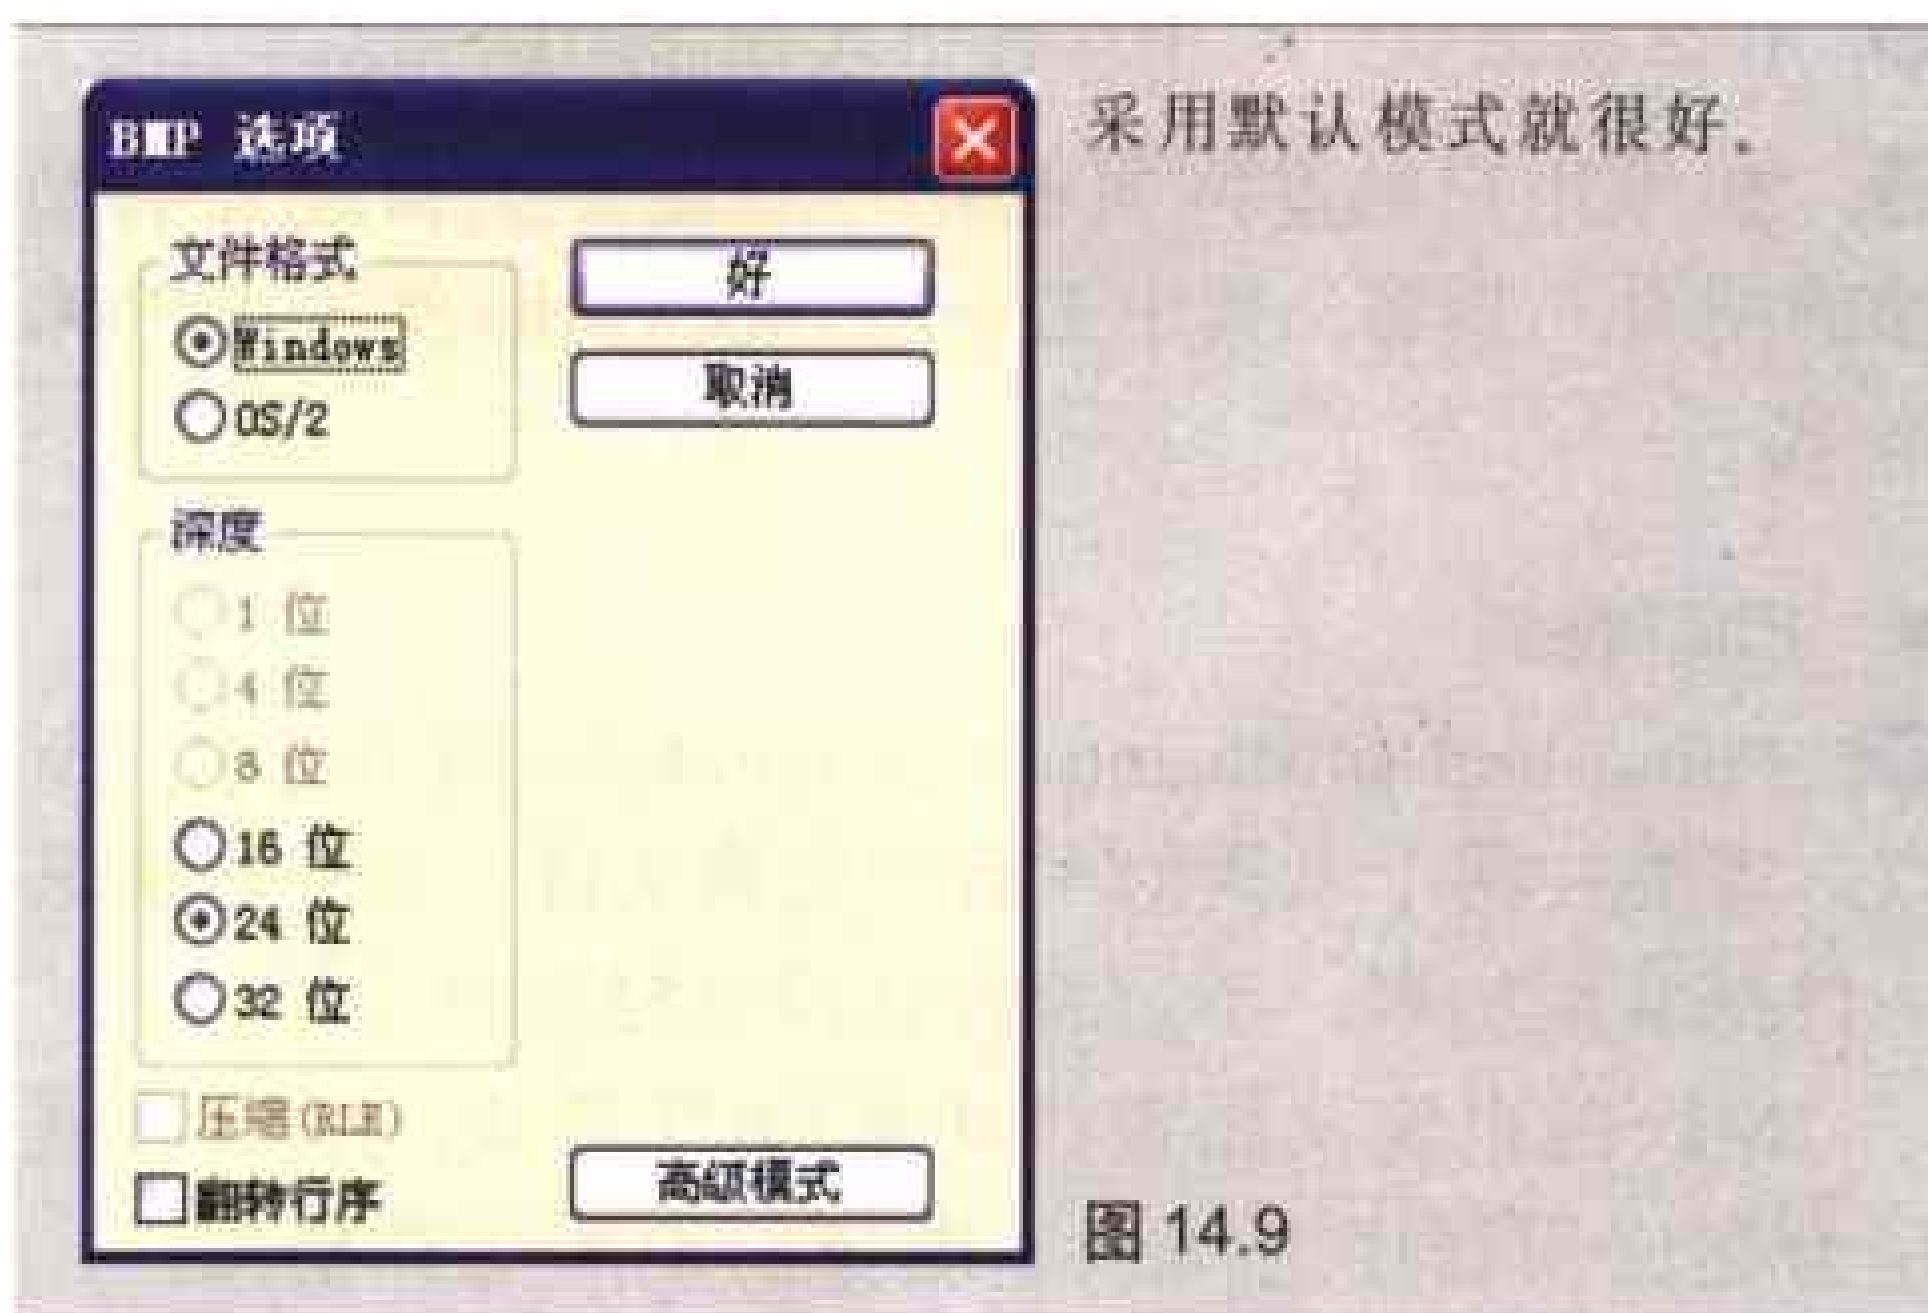 BMP 选项
文件格式
Windows
OS/2
好
取消
深度
1 位
4 位
8 位
16 位
24 位
32 位
压缩(RLE)
翻转行序
高级模式
采用默认模式就很好。
图 14.9